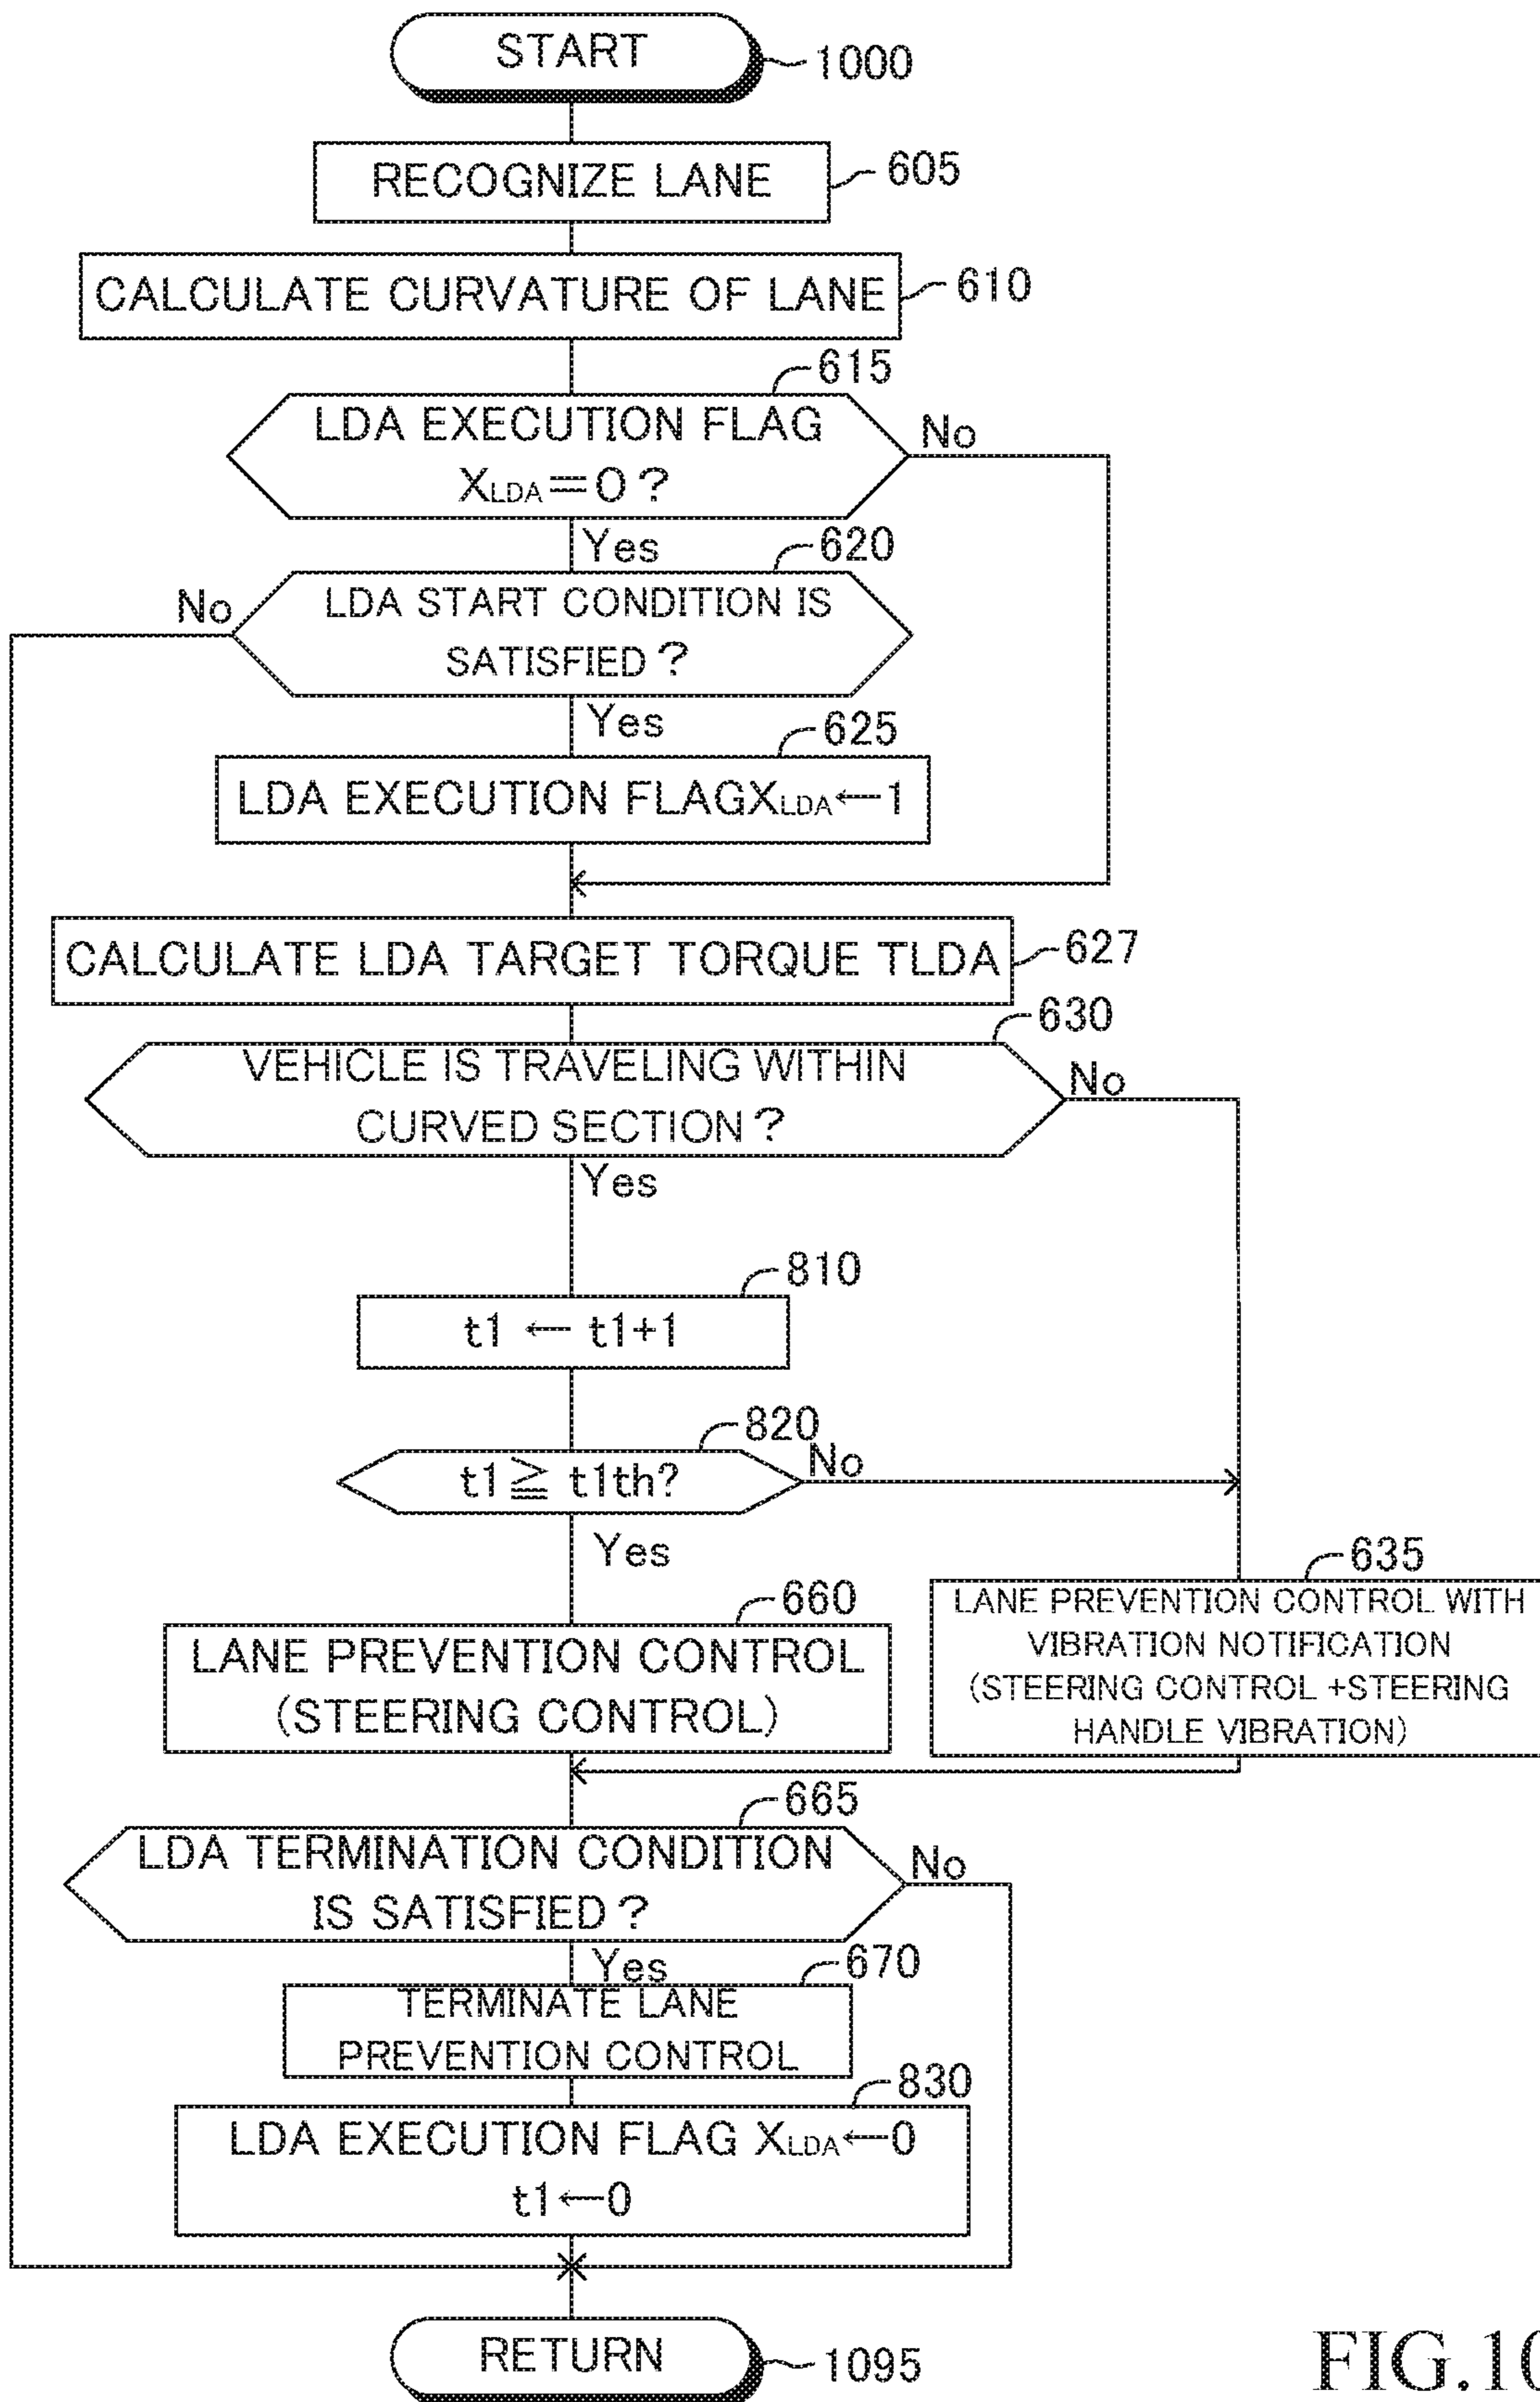 START
1000
RECOGNIZE LANE
605
CALCULATE CURVATURE OF LANE
610
615
LDA EXECUTION FLAG
XLDA=0?
No
Yes
620
LDA START CONDITION IS
SATISFIED?
No
Yes
625
LDA EXECUTION FLAGXLDA←1
CALCULATE LDA TARGET TORQUE TLDA
627
630
VEHICLE IS TRAVELING WITHIN
CURVED SECTION?
No
Yes
810
t1 ← t1+1
820
t1≧ t1th?
No
Yes
635
LANE PREVENTION CONTROL WITH
VIBRATION NOTIFICATION
(STEERING CONTROL +STEERING
HANDLE VIBRATION)
660
LANE PREVENTION CONTROL
(STEERING CONTROL)
665
LDA TERMINATION CONDITION
IS SATISFIED?
No
Yes
670
TERMINATE LANE
PREVENTION CONTROL
830
LDA EXECUTION FLAG XLDA←0
t1←0
RETURN
1095
FIG.10